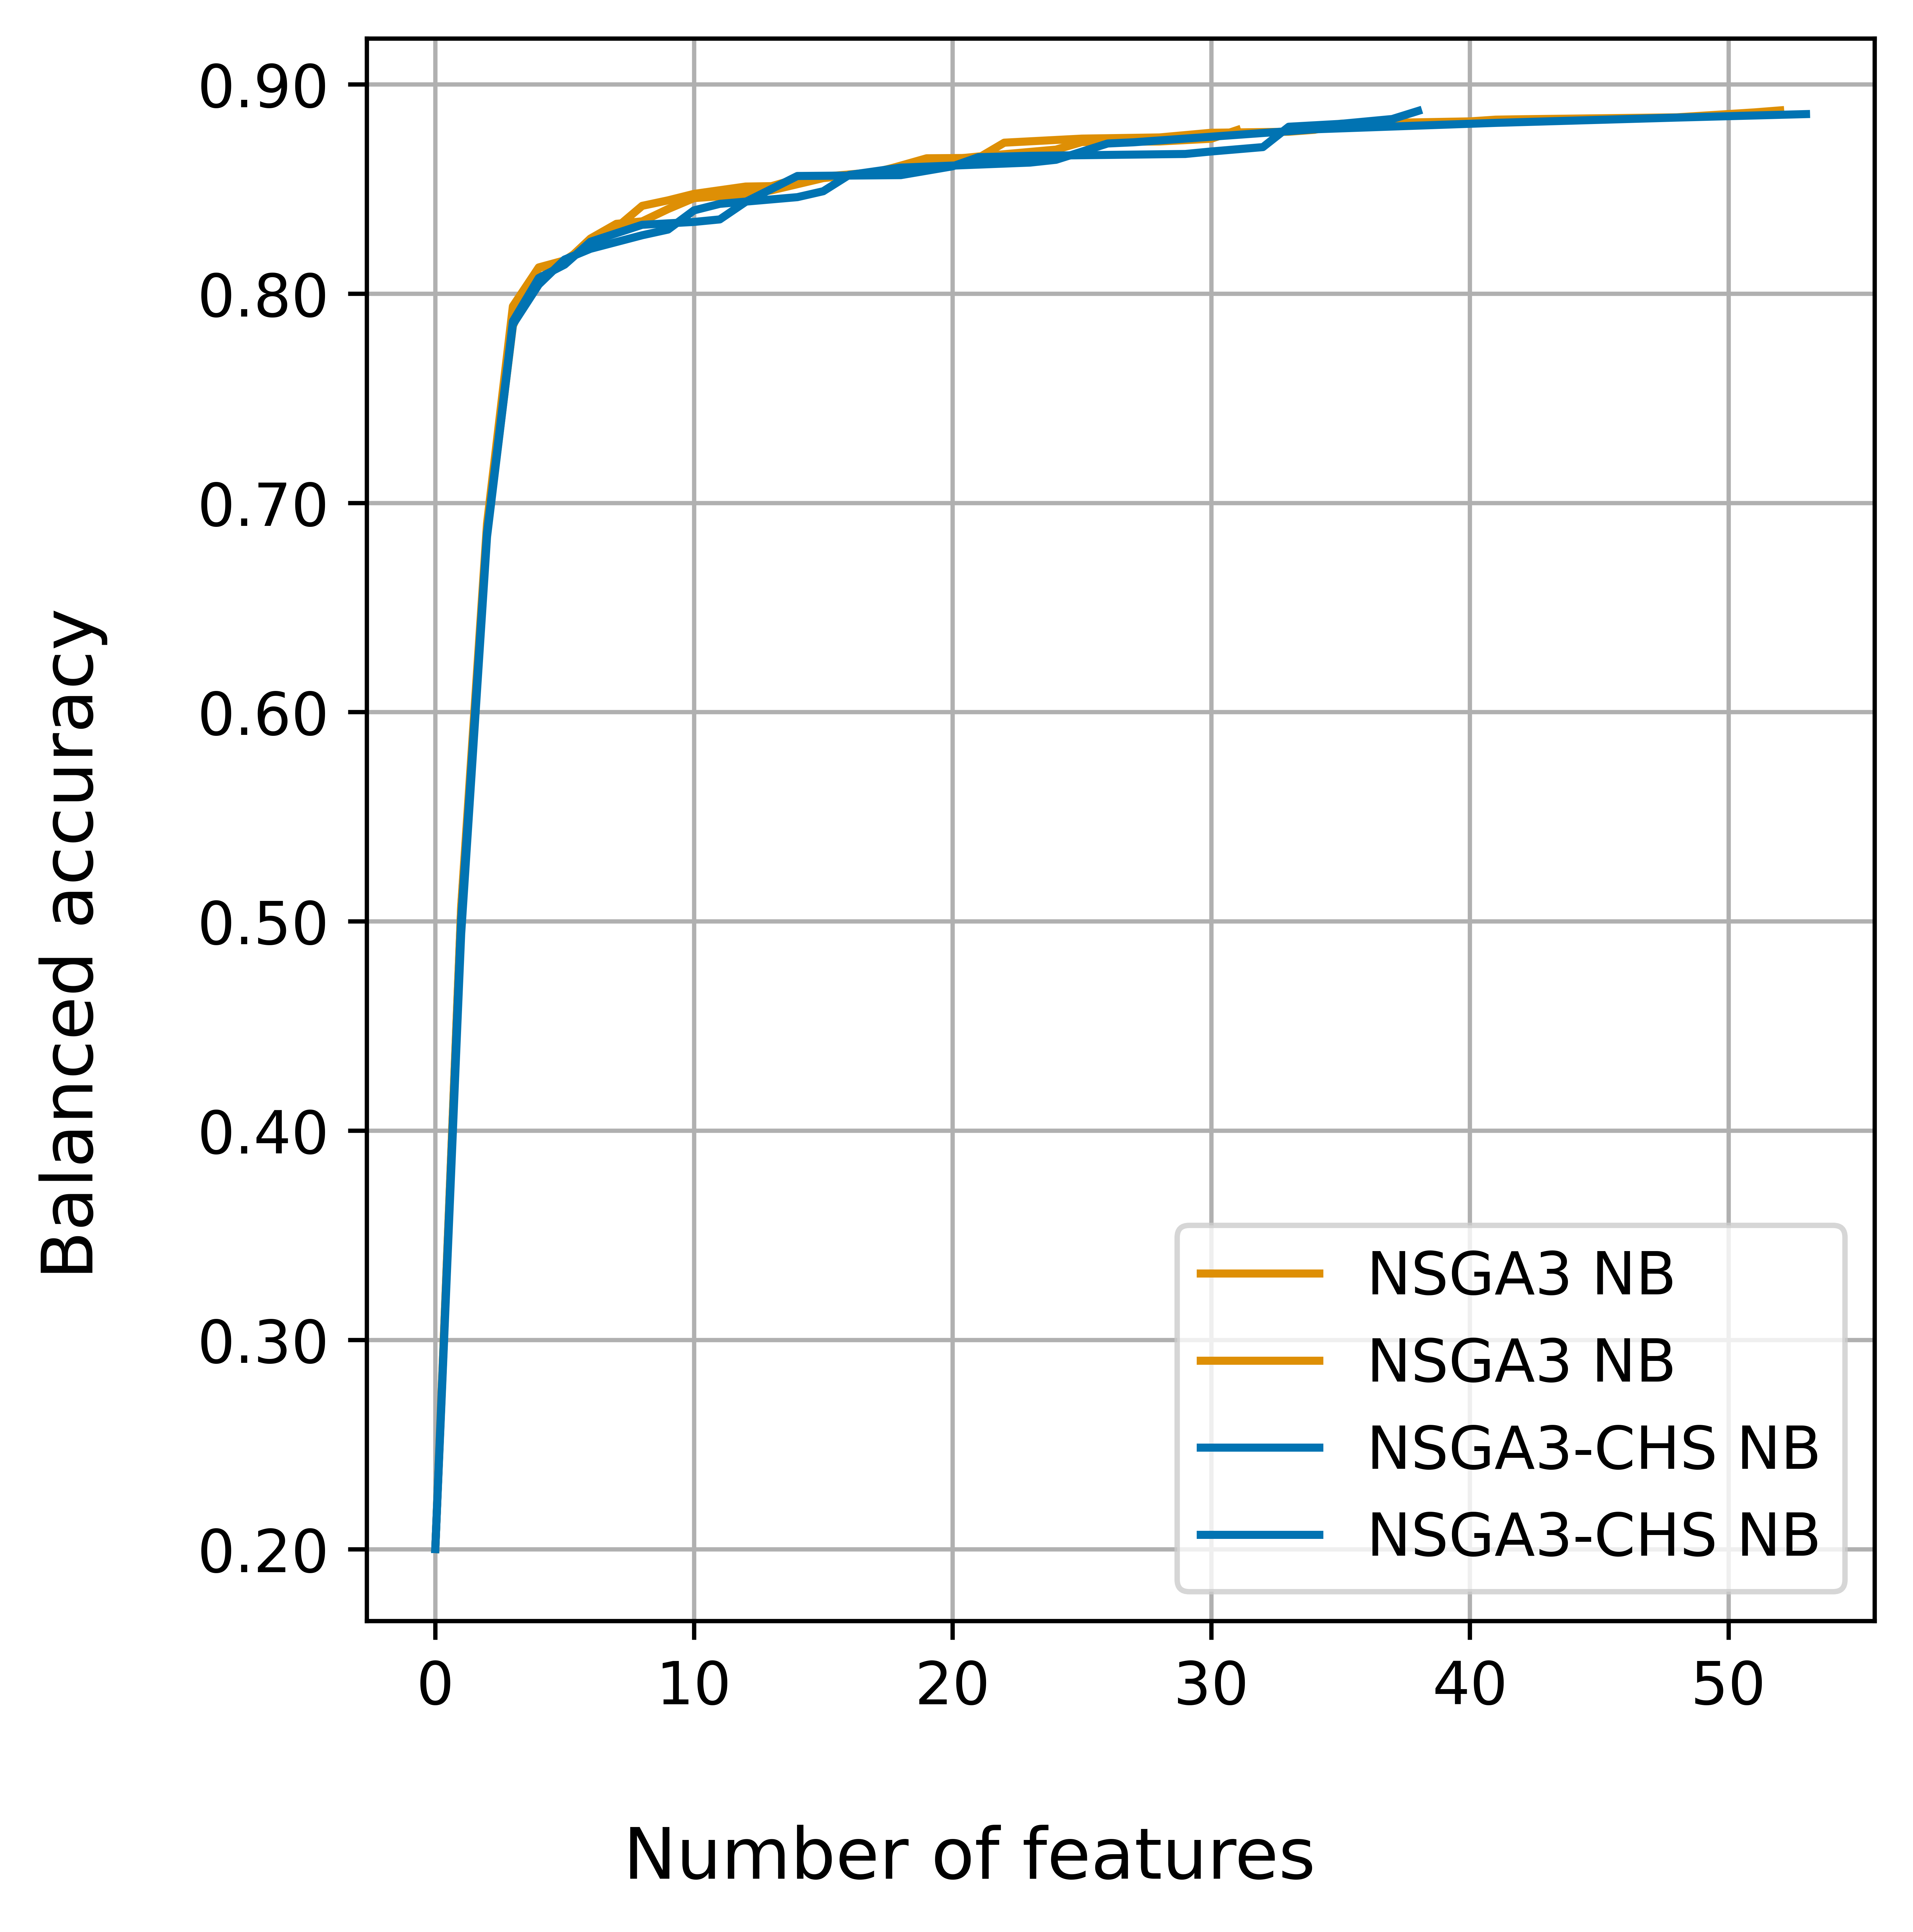 Balanced accuracy
0.90
0.80
0.70
0.60
0.50
0.40
0.30
0.20
NSGA3 NB
NSGA3 NB
NSGA3-CHS NB
NSGA3-CHS NB
0 10 20 30 40 50
Number of features